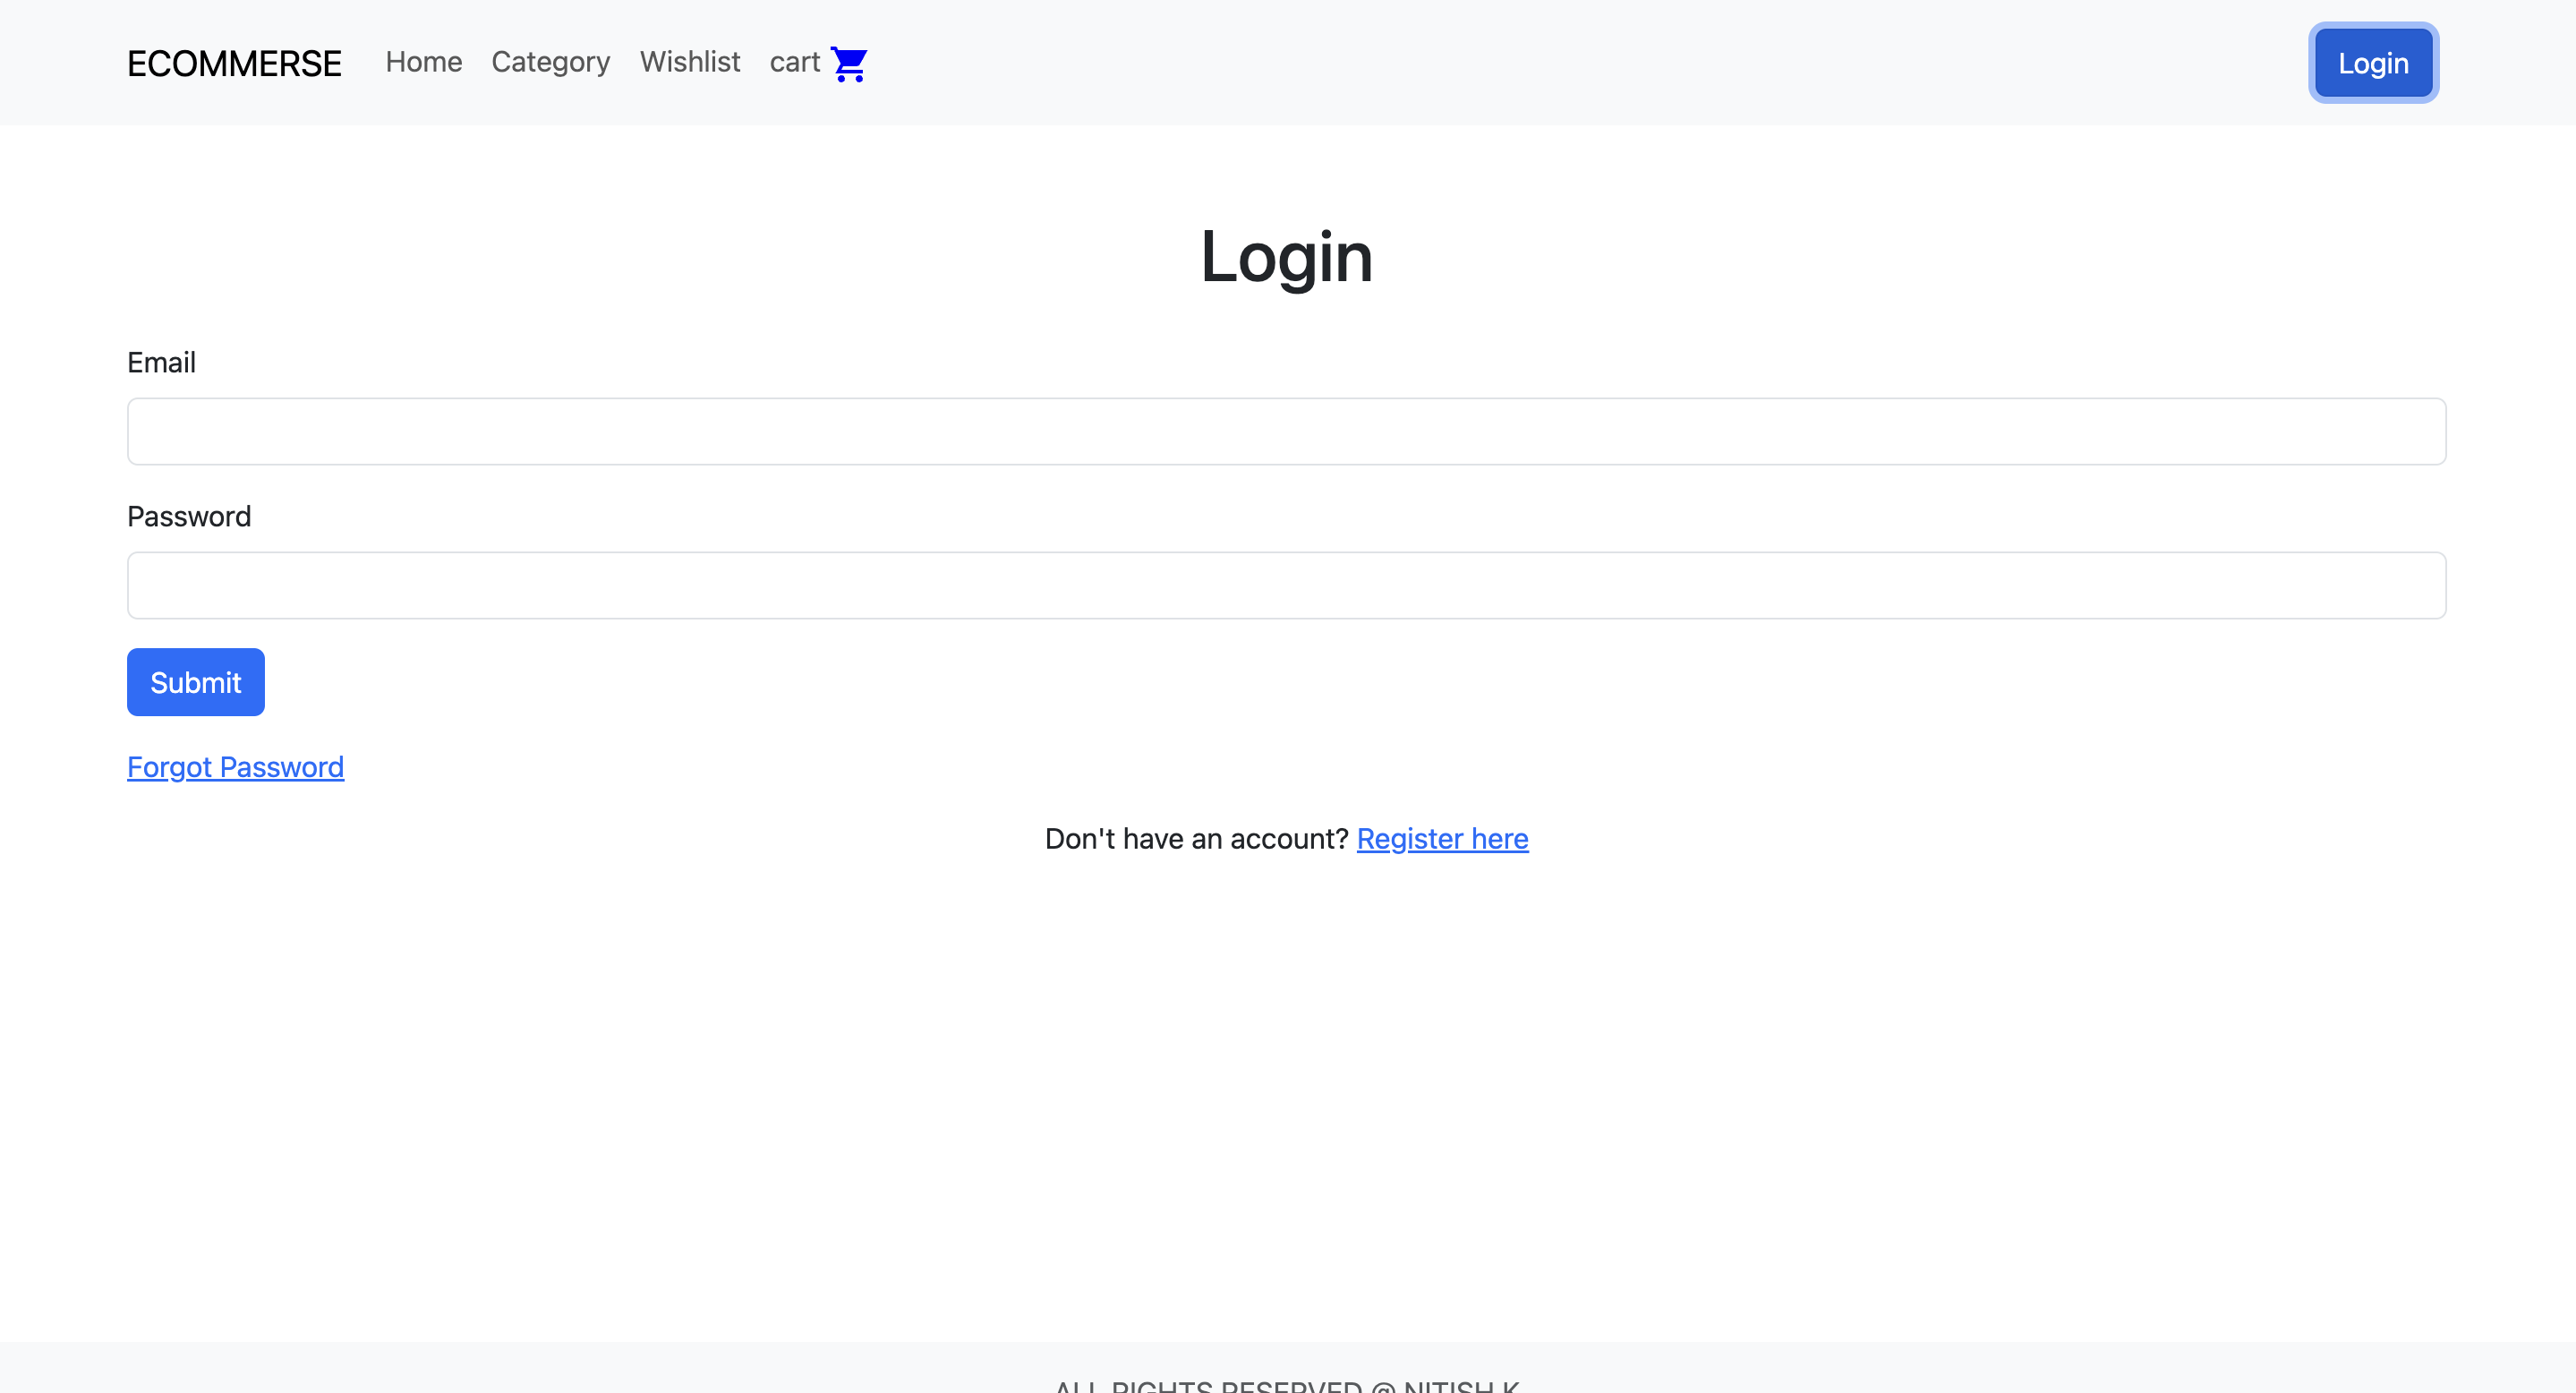 ECOMMERSE Home Category Wishlist cart Login
Login
Email
Password
Submit
Forgot Password
Don't have an account? Register here
ALL RIGHTS RESERVED @ NITISH K